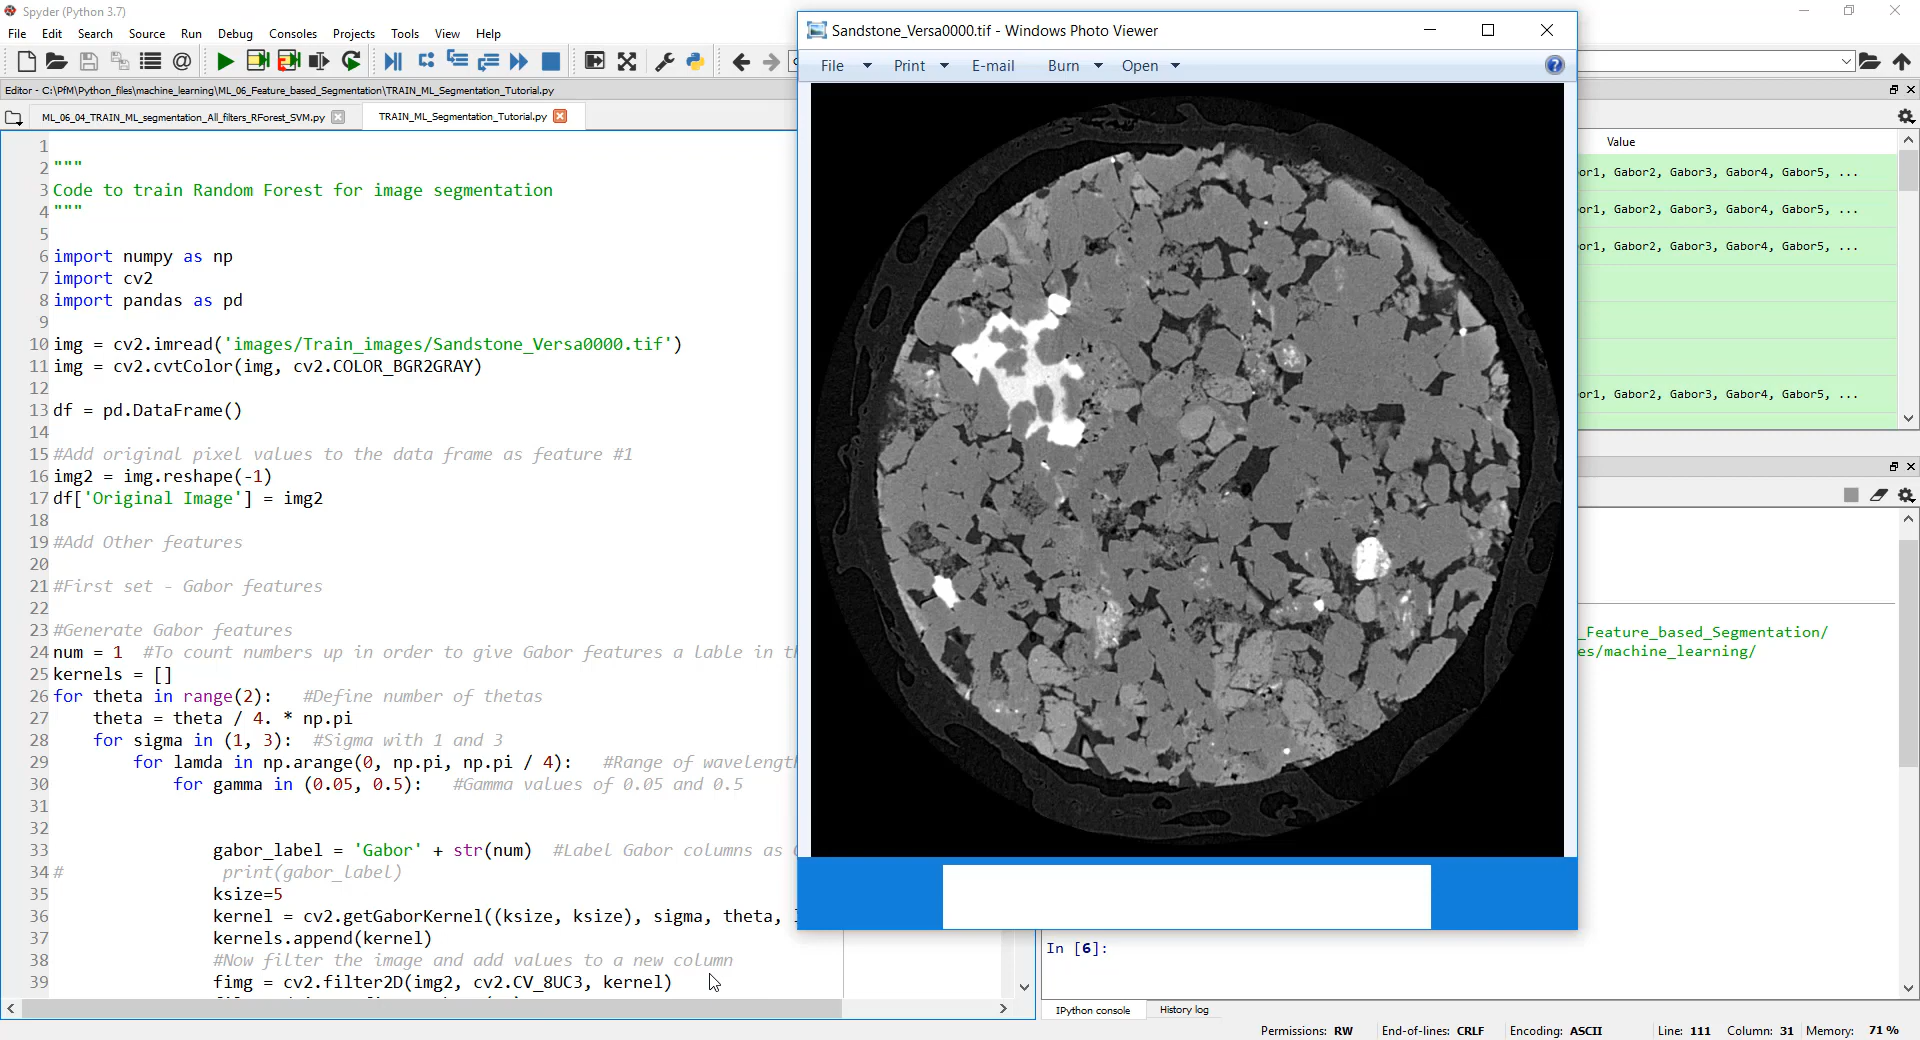 Spyder (Python 3.7)
File Edit Search Source Run Debug Consoles Projects Tools View Help
Editor - C:\PfM\Python_files\machine_learning\ML_06_Feature_based_Segmentation\TRAIN_ML_Segmentation_Tutorial.py
ML_06_04_TRAIN_ML_segmentation_All_filters_RForest_SVM.py TRAIN_ML_Segmentation_Tutorial.py
1
2 """
3 Code to train Random Forest for image segmentation
4 """
5
6 import numpy as np
7 import cv2
8 import pandas as pd
9
10 img = cv2.imread('images/Train_images/Sandstone_Versa0000.tif')
11 img = cv2.cvtColor(img, cv2.COLOR_BGR2GRAY)
12
13 df = pd.DataFrame()
14
15 #Add original pixel values to the data frame as feature #1
16 img2 = img.reshape(-1)
17 df['Original Image'] = img2
18
19 #Add Other features
20
21 #First set - Gabor features
22
23 #Generate Gabor features
24 num = 1 #To count numbers up in order to give Gabor features a lable in
25 kernels = []
26 for theta in range(2): #Define number of thetas
27 theta = theta / 4. * np.pi
28 for sigma in (1, 3): #Sigma with 1 and 3
29 for lamda in np.arange(0, np.pi, np.pi / 4): #Range of wavelengt
30 for gamma in (0.05, 0.5): #Gamma values of 0.05 and 0.5
31
32
33 gabor_label = 'Gabor' + str(num) #Label Gabor columns as
34 # print(gabor_label)
35 ksize=5
36 kernel = cv2.getGaborKernel((ksize, ksize), sigma, theta,
37 kernels.append(kernel)
38 #Now filter the image and add values to a new column
39 fimg = cv2.filter2D(img2, cv2.CV_8UC3, kernel)
Sandstone_Versa0000.tif - Windows Photo Viewer
File Print E-mail Burn Open
Value
or1, Gabor2, Gabor3, Gabor4, Gabor5, ...
or1, Gabor2, Gabor3, Gabor4, Gabor5, ...
or1, Gabor2, Gabor3, Gabor4, Gabor5, ...
or1, Gabor2, Gabor3, Gabor4, Gabor5, ...
_Feature_based_Segmentation/
es/machine_learning/
In [6]:
IPython console History log
Permissions: RW End-of-lines: CRLF Encoding: ASCII Line: 111 Column: 31 Memory: 71 %